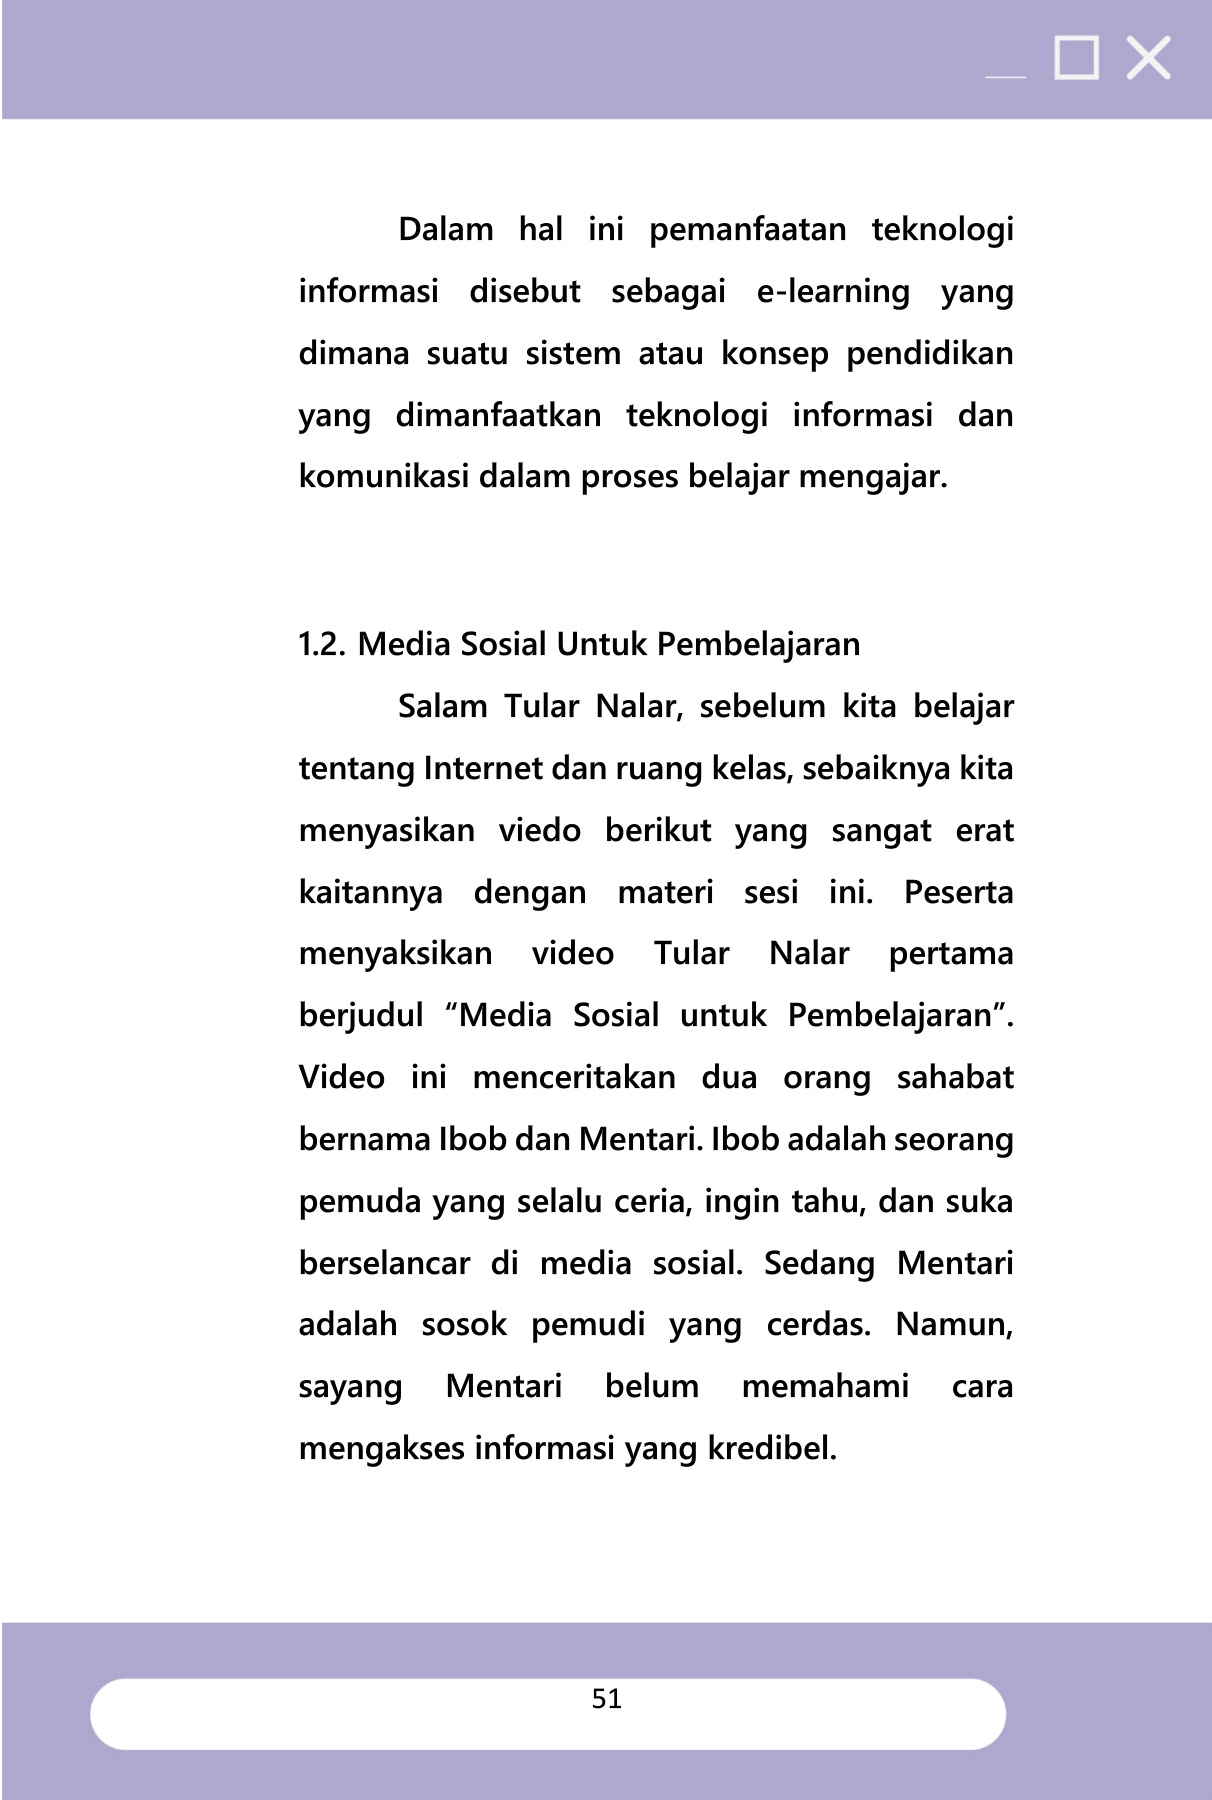 Dalam hal ini pemanfaatan teknologi
informasi disebut sebagai e-learning yang
dimana suatu sistem atau konsep pendidikan
yang dimanfaatkan teknologi informasi dan
komunikasi dalam proses belajar mengajar.
1.2. Media Sosial Untuk Pembelajaran
Salam Tular Nalar, sebelum kita belajar
tentang Internet dan ruang kelas, sebaiknya kita
menyasikan viedo berikut yang sangat erat
kaitannya dengan materi sesi ini. Peserta
menyaksikan video Tular Nalar pertama
berjudul “Media Sosial untuk Pembelajaran”.
Video ini menceritakan dua orang sahabat
bernama Ibob dan Mentari. Ibob adalah seorang
pemuda yang selalu ceria, ingin tahu, dan suka
berselancar di media sosial. Sedang Mentari
adalah sosok pemudi yang cerdas. Namun,
sayang Mentari belum memahami cara
mengakses informasi yang kredibel.
51